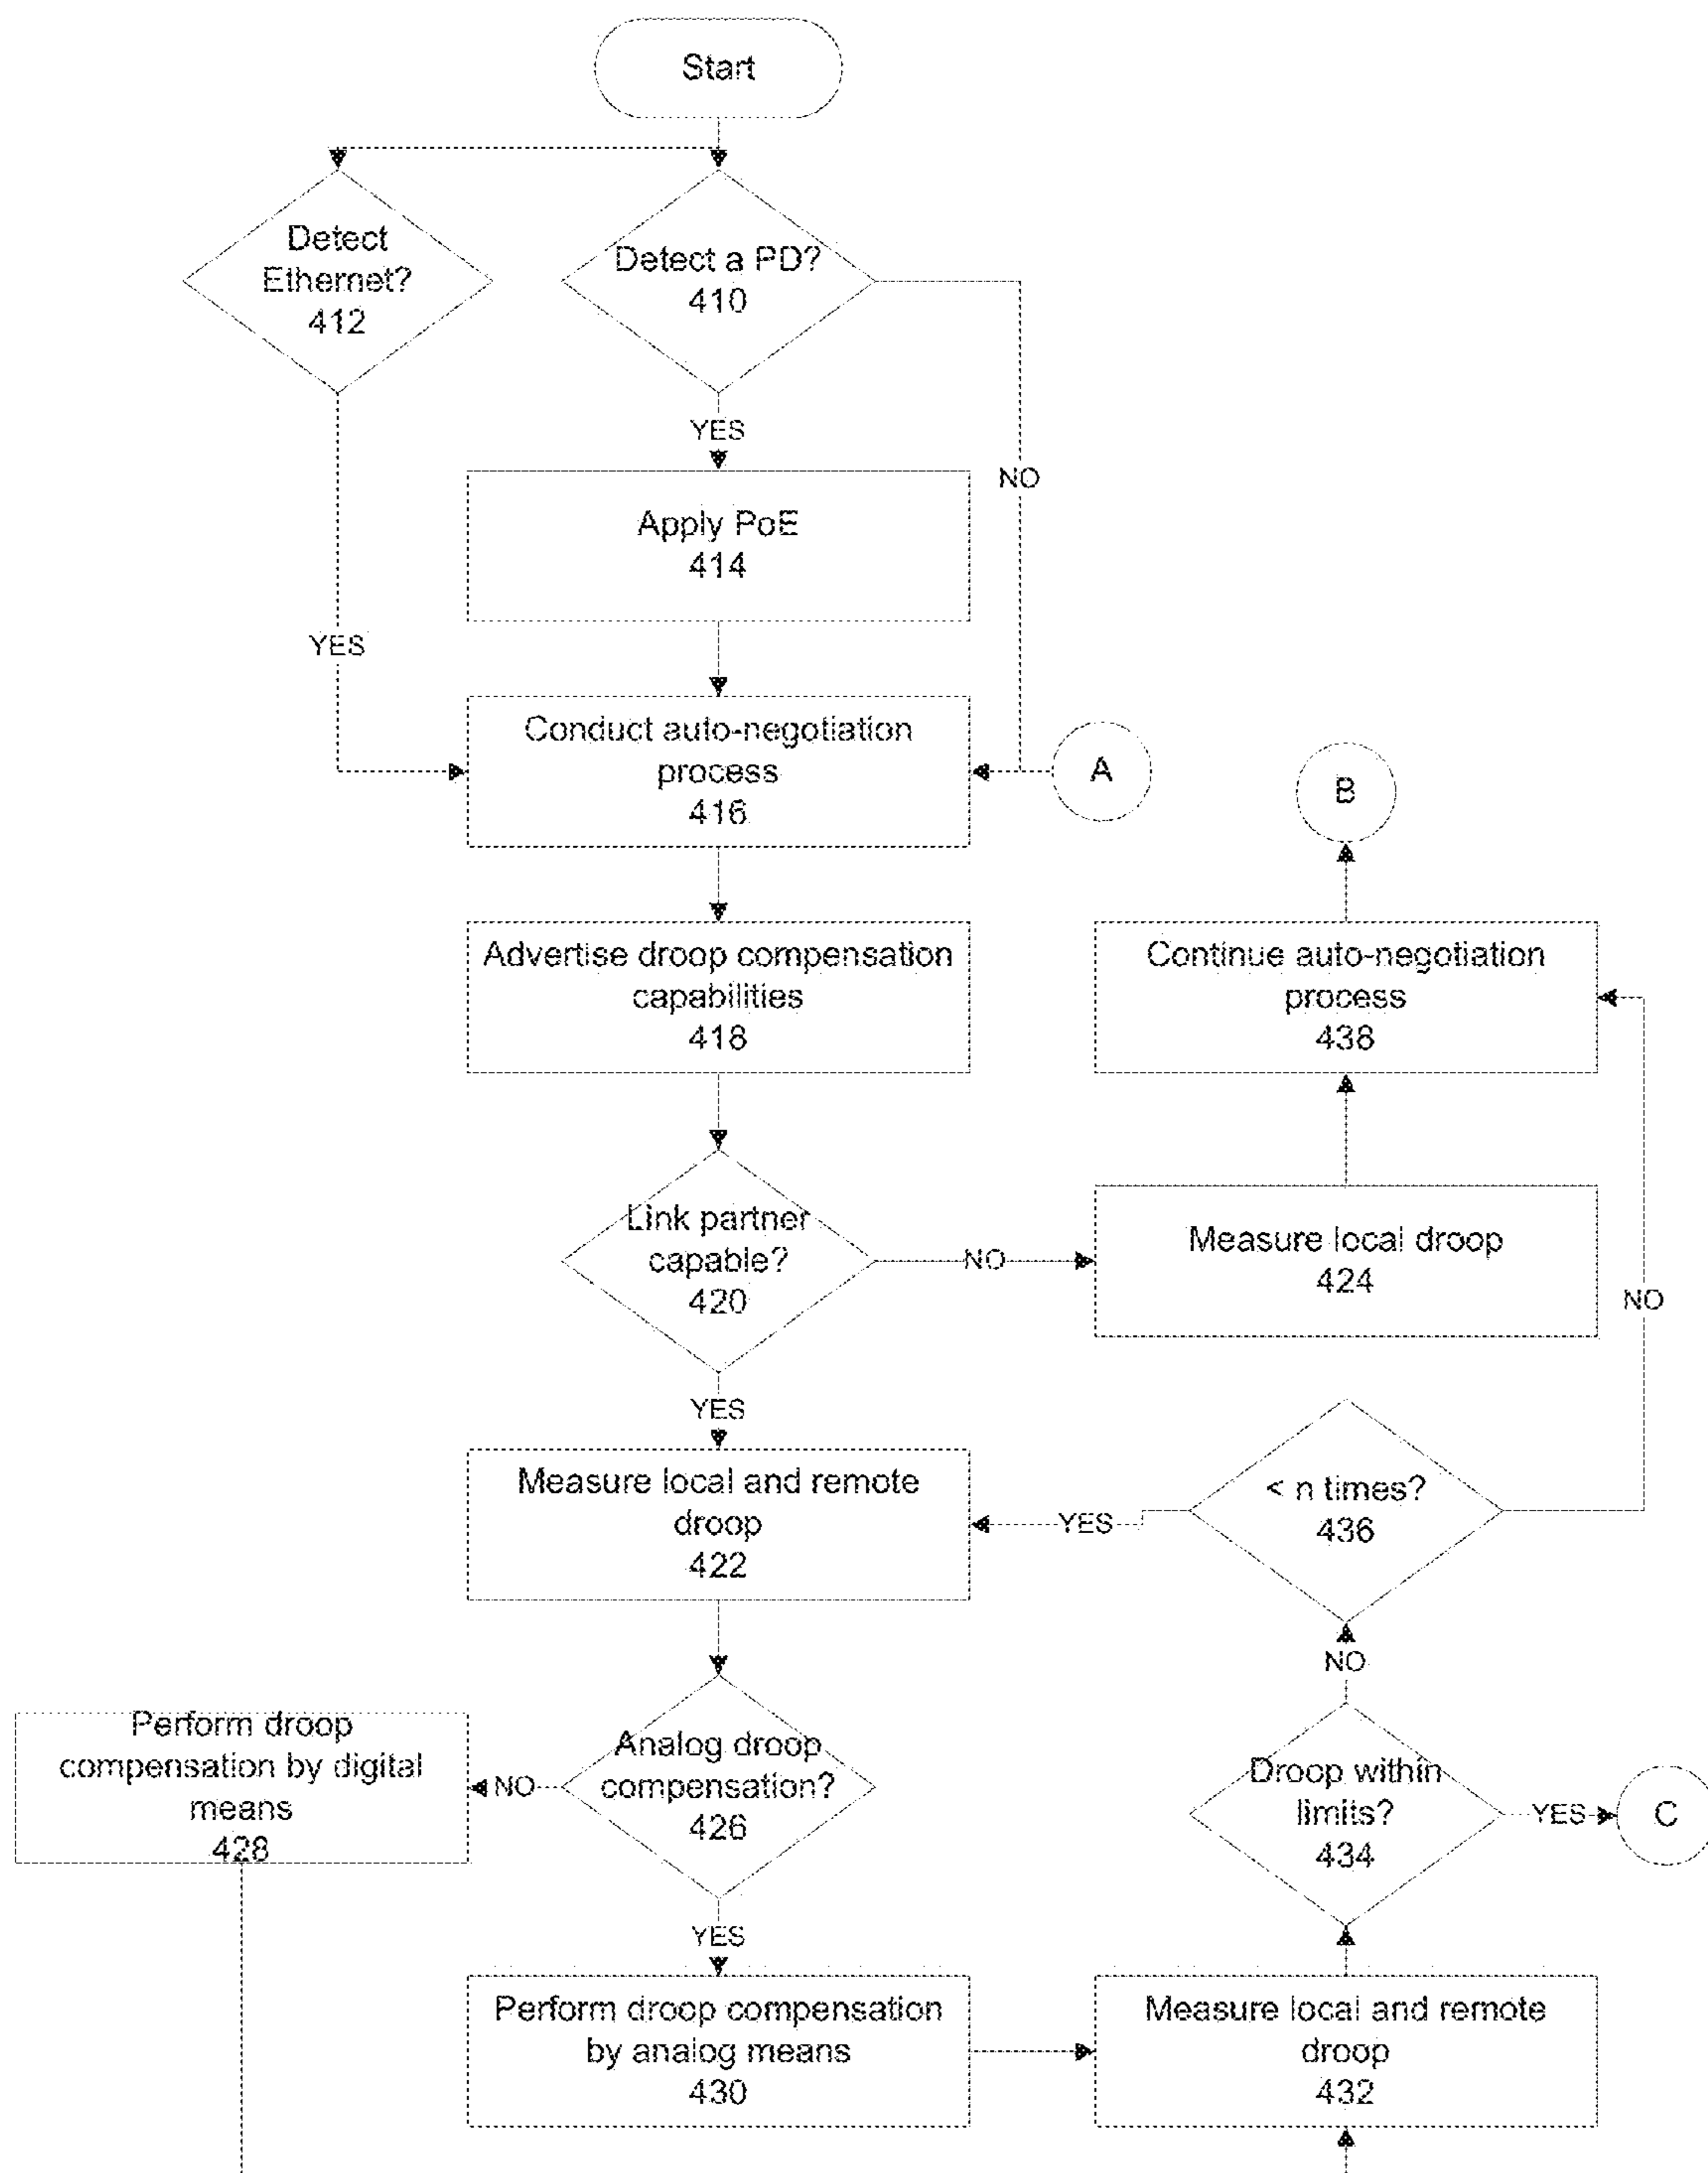 Start
Detect
Ethernet?
412
Detect a PD?
410
YES
NO
Apply PoE
414
YES
Conduct auto-negotiation
process
416
A
B
Advertise droop compensation
capabilities
418
Continue auto-negotiation
process
438
Link partner
capable?
420
NO
Measure local droop
424
NO
YES
Measure local and remote
droop
422
YES
< n times?
436
NO
Perform droop
compensation by digital
means
428
NO
Analog droop
compensation?
426
Droop within
limits?
434
YES
C
YES
Perform droop compensation
by analog means
430
Measure local and remote
droop
432